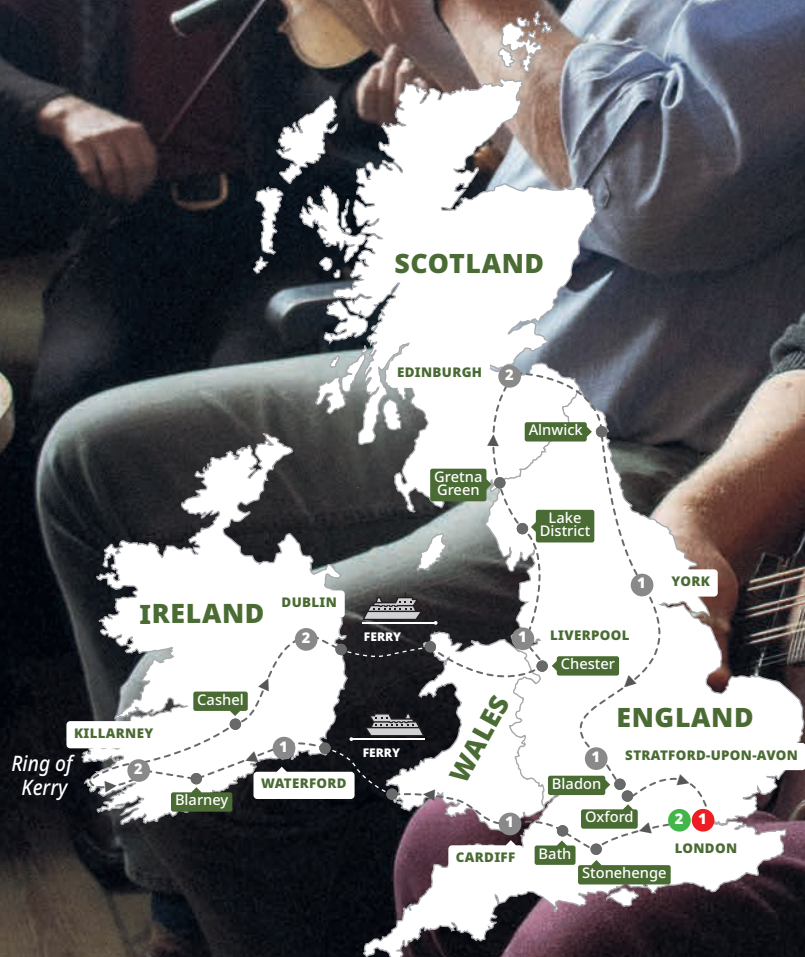 SCOTLAND
EDINBURGH
2
Alnwick
Gretna
Green
Lake
District
1
YORK
IRELAND
DUBLIN
2
FERRY
1
LIVERPOOL
Chester
Cashel
KILLARNEY
WALES
ENGLAND
FERRY
Ring of
Kerry
2
Blarney
1
WATERFORD
1
STRATFORD-UPON-AVON
Bladon
Oxford
2
1
LONDON
1
CARDIFF
Bath
Stonehenge